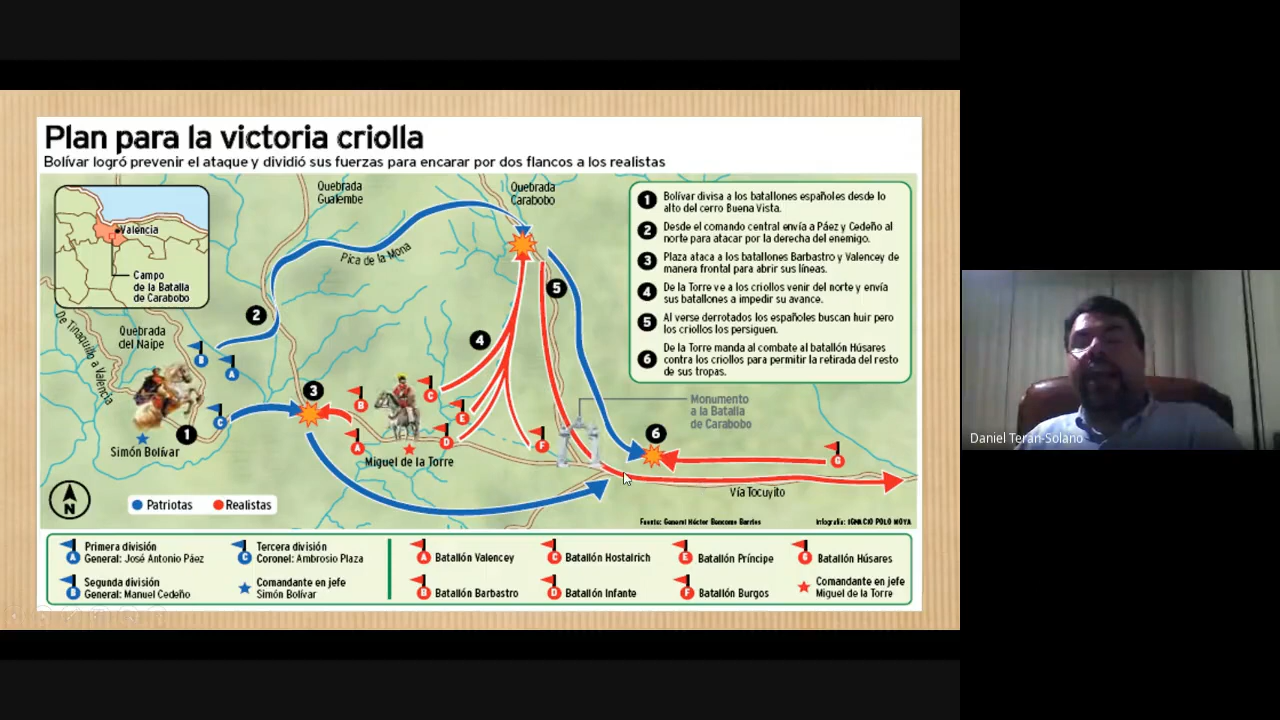 Plan para la victoria criolla
Bolívar logró prevenir el ataque y dividió sus fuerzas para encarar por dos flancos a los realistas
Valencia
Campo
de la Batalla
de Carabobo
Quebrada
Gualembe
Quebrada
Carabobo
Pica de la Mona
De Tinaquillo a Valencia
Quebrada
del Naipe
1 Bolívar divisa a los batallones españoles desde lo
alto del cerro Buena Vista.
2 Desde el comando central envía a Páez y Cedeño al
norte para atacar por la derecha del enemigo.
3 Plaza ataca a los batallones Barbastro y Valencey de
manera frontal para abrir sus líneas.
4 De la Torre ve a los criollos venir del norte y envía
sus batallones a impedir su avance.
5 Al verse derrotados los españoles buscan huir pero
los criollos los persiguen.
6 De la Torre manda al combate al batallón Húsares
contra los criollos para permitir la retirada del resto
de sus tropas.
2
B
A
C
1
Simón Bolívar
3
B
A
C
E
D
F
4
5
Miguel de la Torre
Monumento
a la Batalla
de Carabobo
6
G
Vía Tocuyito
N
Patriotas
Realistas
Fuente: General Héctor Bencomo Barrios
Infografía: IGNACIO POLO MOYA
A Primera división
General: José Antonio Páez
B Segunda división
General: Manuel Cedeño
C Tercera división
Coronel: Ambrosio Plaza
Comandante en jefe
Simón Bolívar
A Batallón Valencey
B Batallón Barbastro
C Batallón Hostalrich
D Batallón Infante
E Batallón Príncipe
F Batallón Burgos
G Batallón Húsares
Comandante en jefe
Miguel de la Torre
Daniel Terán-Solano